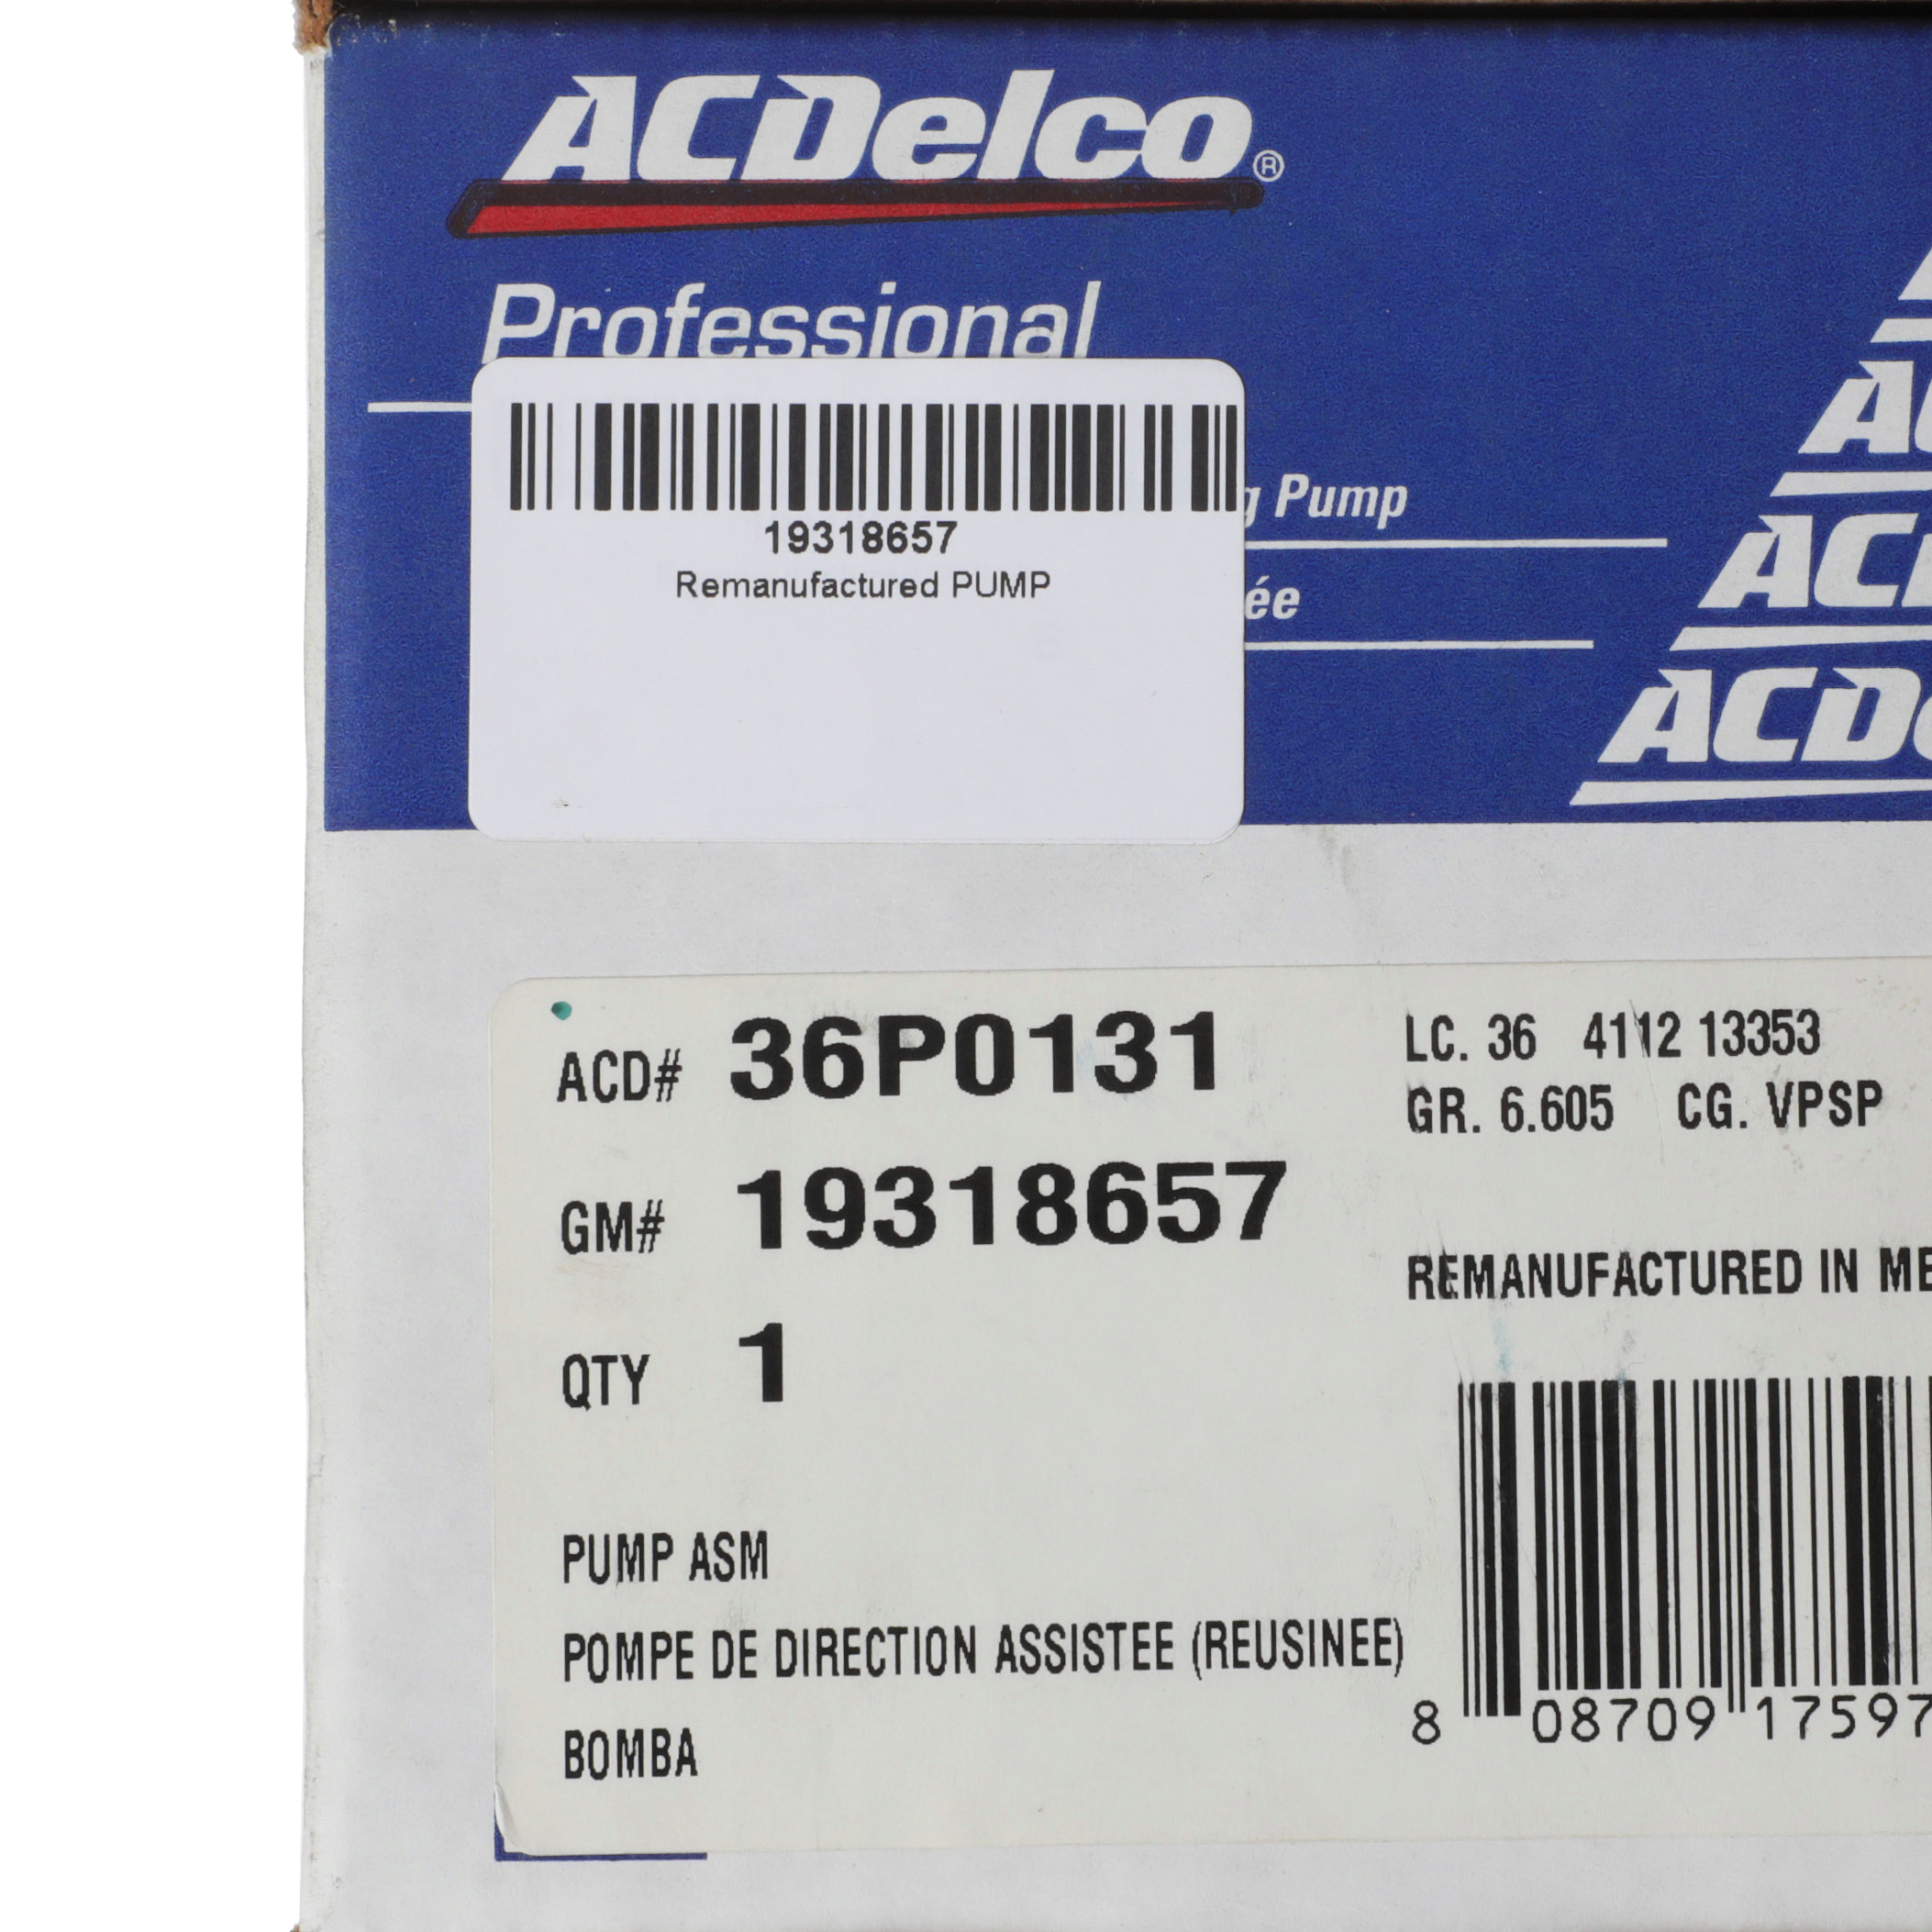 ACDelco®
Professional
19318657
Remanufactured PUMP
Pump
ACD# 36P0131
LC. 36 4112 13353
GR. 6.605 CG. VPSP
GM# 19318657
REMANUFACTURED IN
QTY 1
PUMP ASM
POMPE DE DIRECTION ASSISTEE (REUSINEE)
BOMBA
8 08709 17597